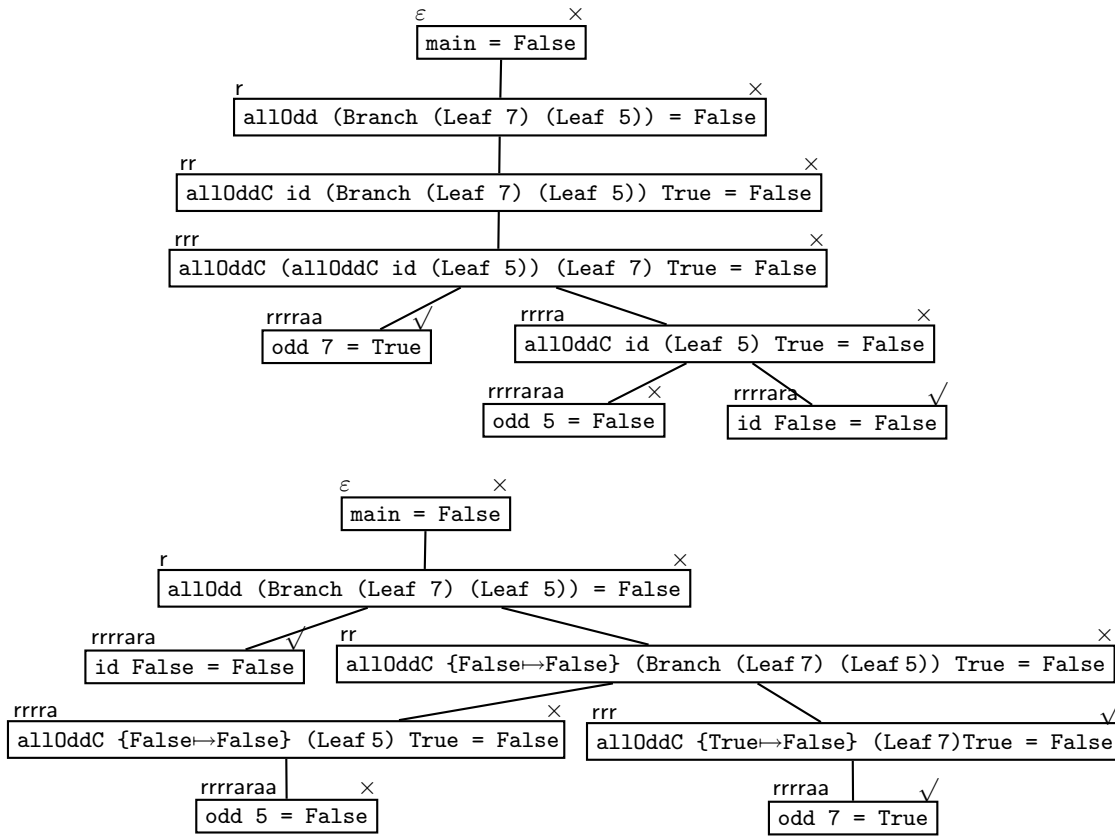 ε ×
main = False
r ×
allOdd (Branch (Leaf 7) (Leaf 5)) = False
rr ×
allOddC id (Branch (Leaf 7) (Leaf 5)) True = False
rrr ×
allOddC (allOddC id (Leaf 5)) (Leaf 7) True = False
rrrraa √
odd 7 = True
rrrra ×
allOddC id (Leaf 5) True = False
rrrraraa ×
odd 5 = False
rrrrara √
id False = False
ε ×
main = False
r ×
allOdd (Branch (Leaf 7) (Leaf 5)) = False
rrrrara √
id False = False
rr ×
allOddC {False↦False} (Branch (Leaf 7) (Leaf 5)) True = False
rrrra ×
allOddC {False↦False} (Leaf 5) True = False
rrr √
allOddC {True↦False} (Leaf 7)True = False
rrrraraa ×
odd 5 = False
rrrraa √
odd 7 = True